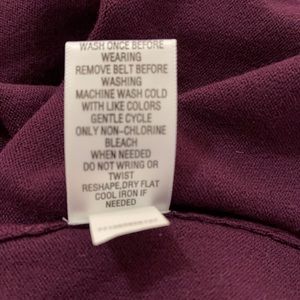 WASH ONCE BEFORE
WEARING
REMOVE BELT BEFORE
WASHING
MACHINE WASH COLD
WITH LIKE COLORS
GENTLE CYCLE
ONLY NON-CHLORINE
BLEACH
WHEN NEEDED
DO NOT WRING OR
TWIST
RESHAPE,DRY FLAT
COOL IRON IF
NEEDED